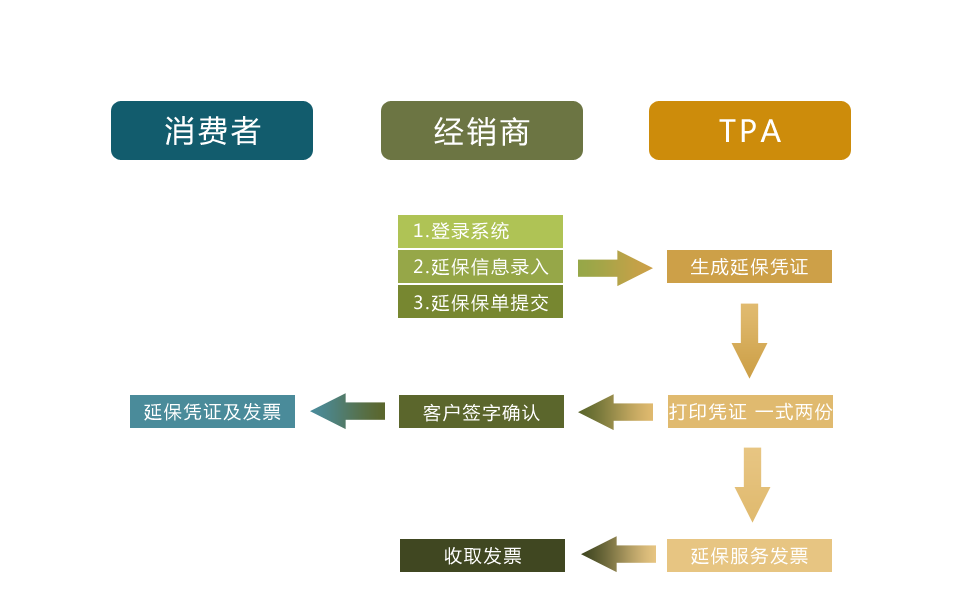 消费者
经销商
TPA
1.登录系统
2.延保信息录入
3.延保保单提交
生成延保凭证
延保凭证及发票
客户签字确认
打印凭证 一式两份
收取发票
延保服务发票